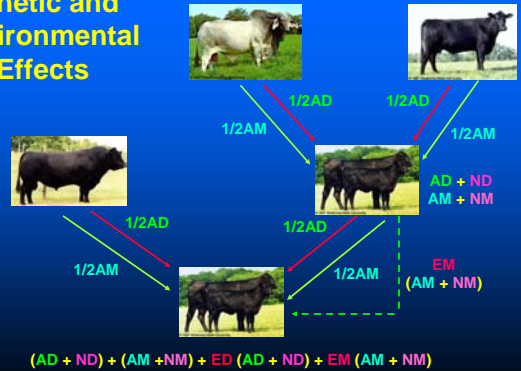 netic and
ironmental
Effects
1/2AD
1/2AD
1/2AM
1/2AM
AD + ND
AM + NM
1/2AD
1/2AD
1/2AM
1/2AM
EM
(AM + NM)
(AD + ND) + (AM +NM) + ED (AD + ND) + EM (AM + NM)